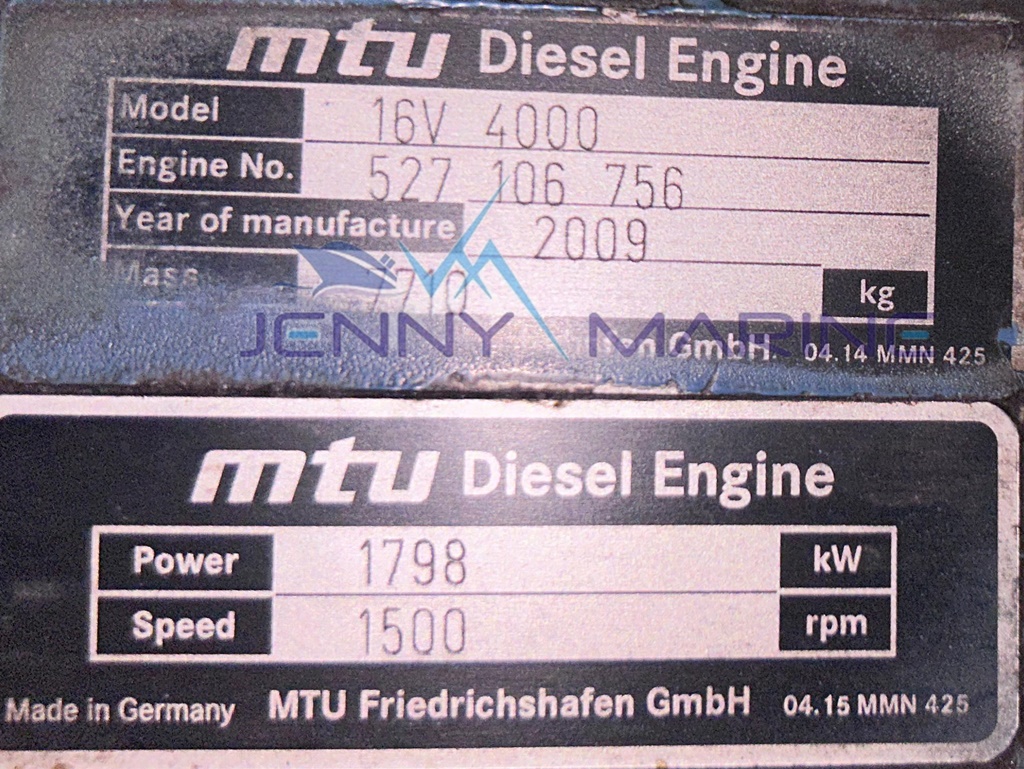 mtu Diesel Engine
Model 16V 4000
Engine No. 527 106 756
Year of manufacture 2009
Mass 7710 kg
JENNY MARINE
n GmbH. 04.14 MMN 425
mtu Diesel Engine
Power 1798 kW
Speed 1500 rpm
Made in Germany MTU Friedrichshafen GmbH 04.15 MMN 425